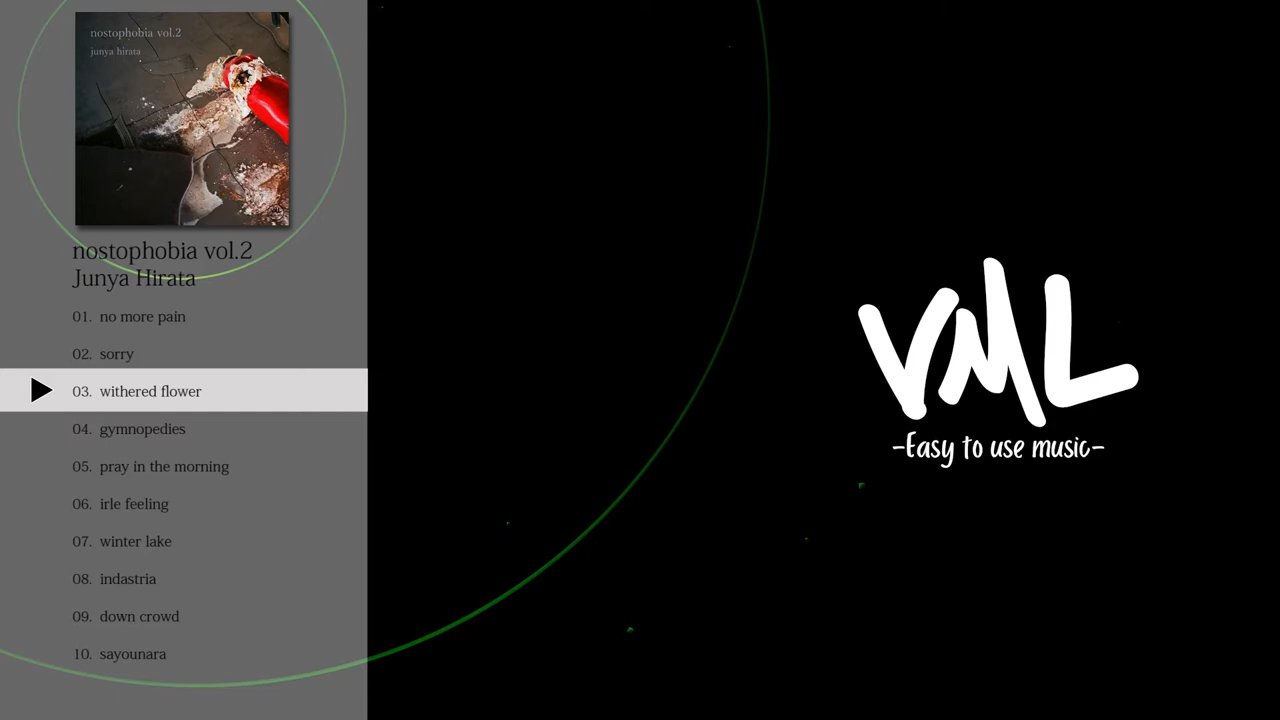 nostophobia vol.2
junya hirata
nostophobia vol.2
Junya Hirata
01. no more pain
02. sorry
03. withered flower
04. gymnopedies
05. pray in the morning
06. irle feeling
07. winter lake
08. indastria
09. down crowd
10. sayounara
VML
-Easy to use music-